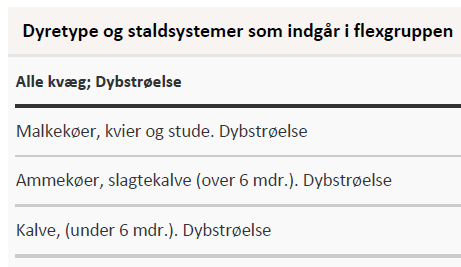 Dyretype og staldsystemer som indgår i flexgruppen
Alle kvæg; Dybstrøelse
Malkekøer, kvier og stude. Dybstrøelse
Ammekøer, slagtekalve (over 6 mdr.). Dybstrøelse
Kalve, (under 6 mdr.). Dybstrøelse